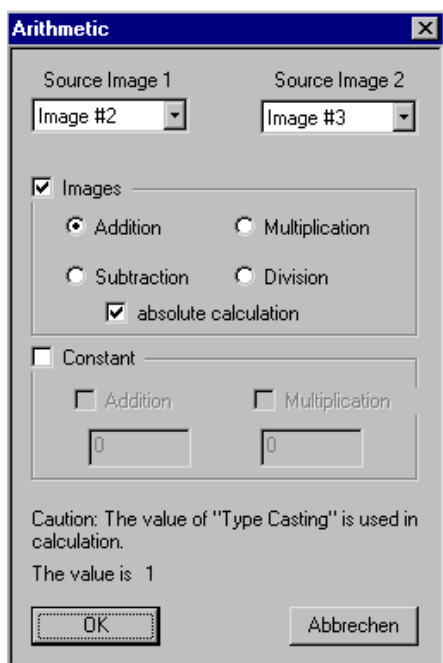 Arithmetic
Source Image 1 Source Image 2
Image #2 Image #3
Images
Addition Multiplication
Subtraction Division
absolute calculation
Constant
Addition Multiplication
0 0
Caution: The value of "Type Casting" is used in
calculation.
The value is 1
OK Abbrechen